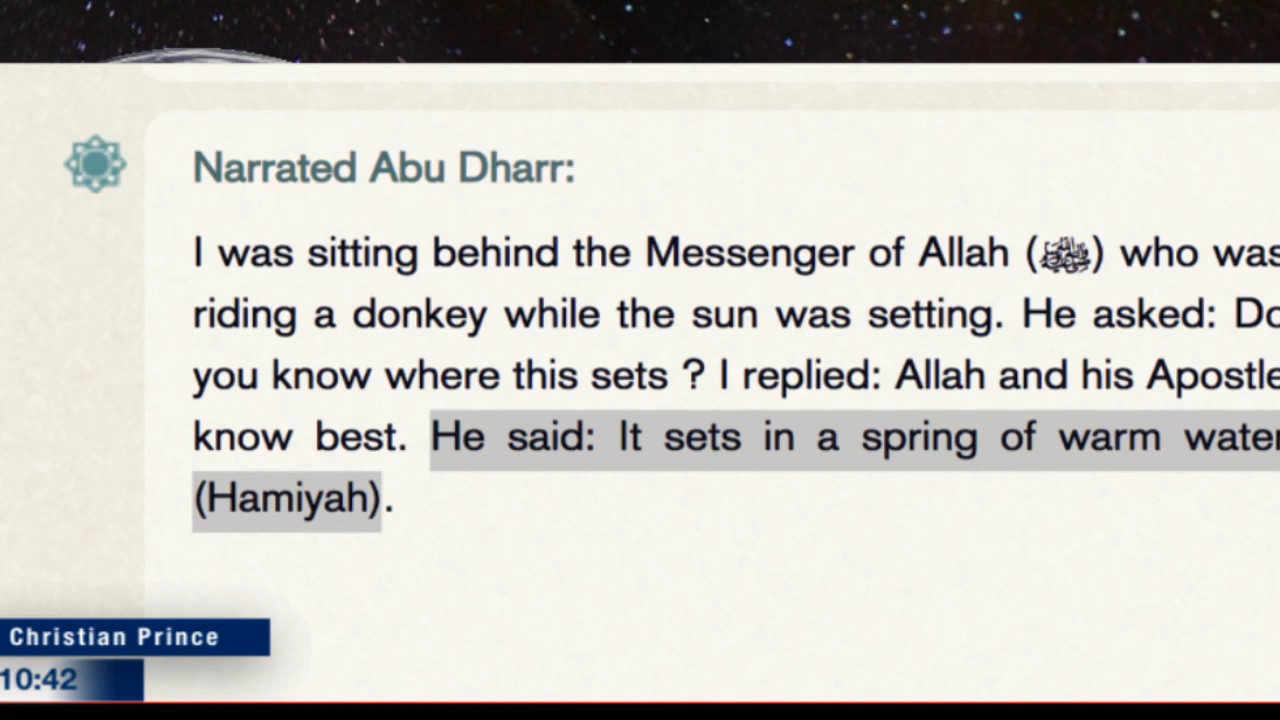 Narrated Abu Dharr:
I was sitting behind the Messenger of Allah (ﷺ) who was
riding a donkey while the sun was setting. He asked: Do
you know where this sets ? I replied: Allah and his Apostle
know best. He said: It sets in a spring of warm water
(Hamiyah).
Christian Prince
10:42